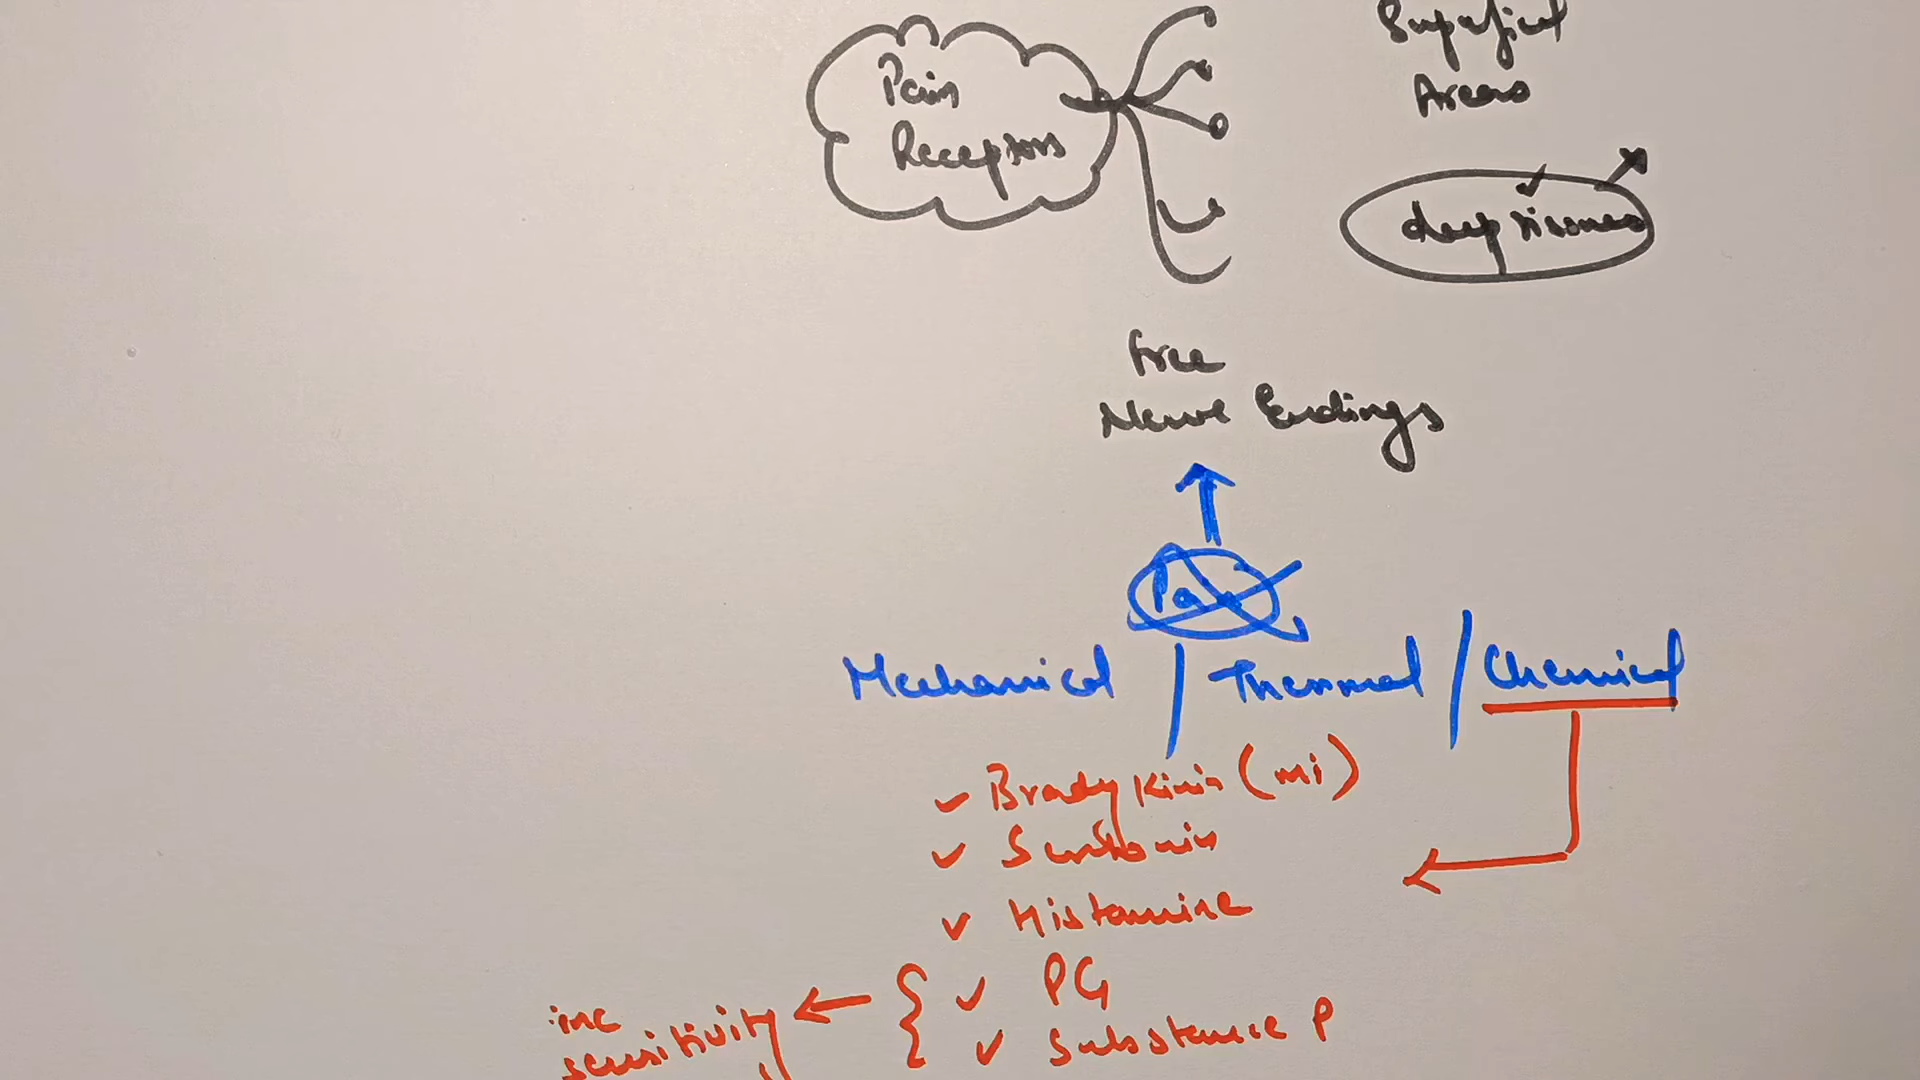 Superficial
Areas
Pain
Receptors
deep tissues
Free
Nerve Endings
Pain
Mechanical / Thermal / Chemical
✓ Bradykinin (mi)
✓ Serotonin
✓ Histamine
✓ PG
✓ Substance P
inc
sensitivity